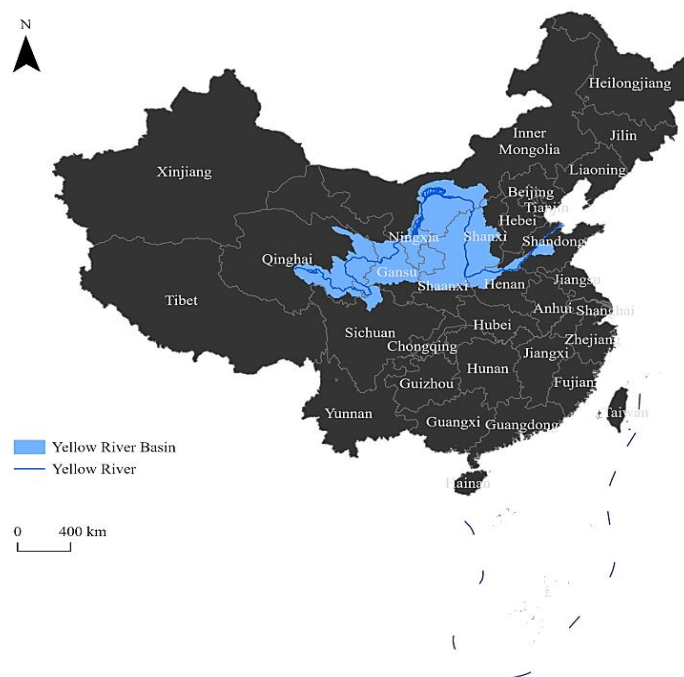 N
Heilongjiang
Jilin
Inner
Mongolia
Liaoning
Xinjiang
Beijing
Tianjin
Hebei
Ningxia
Shanxi
Shandong
Qinghai
Gansu
Shaanxi
Henan
Jiangsu
Tibet
Anhui
Shanghai
Sichuan
Hubei
Chongqing
Zhejiang
Jiangxi
Hunan
Guizhou
Fujian
Yunnan
Guangxi
Guangdong
Taiwan
Hainan
Yellow River Basin
Yellow River
0 400 km